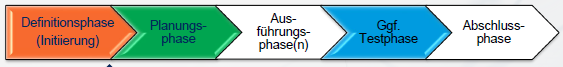 Definitionsphase
(Initiierung)
Planungs-
phase
Aus-
führungs-
phase(n)
Ggf.
Testphase
Abschluss-
phase